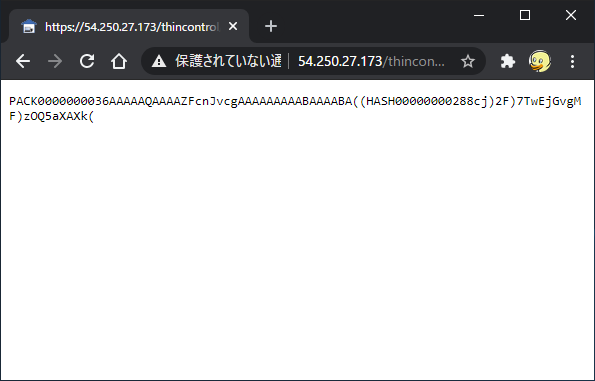 https://54.250.27.173/thincontrol
保護されていない通 54.250.27.173/thincon...
PACK0000000036AAAAAQAAAAZFcnJvcgAAAAAAAAABAAAABA((HASH00000000288cj)2F)7TwEjGvgM
F)zOQ5aXAXk(